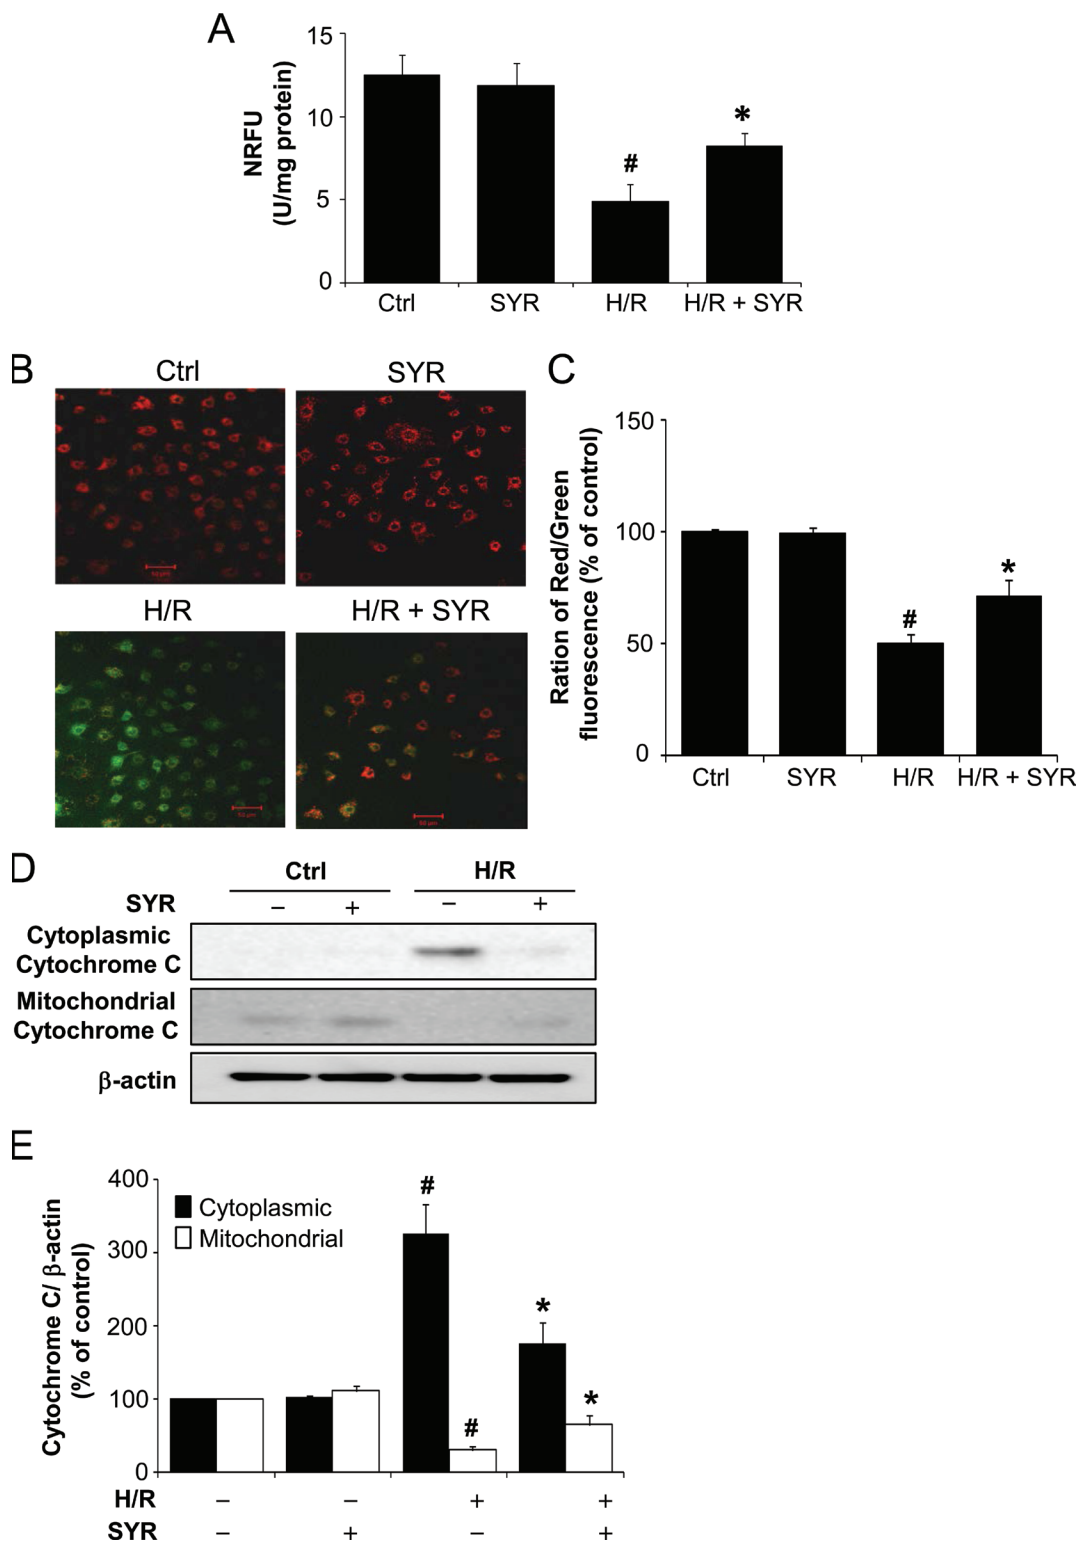 A
15
10
5
0
NRFU
(U/mg protein)
#
*
Ctrl SYR H/R H/R + SYR
B
Ctrl SYR
H/R H/R + SYR
50 μm
C
150
100
50
0
Ration of Red/Green
fluorescence (% of control)
#
*
Ctrl SYR H/R H/R + SYR
D
Ctrl H/R
SYR – + – +
Cytoplasmic
Cytochrome C
Mitochondrial
Cytochrome C
β-actin
E
400
300
200
100
0
Cytochrome C/ β-actin
(% of control)
Cytoplasmic
Mitochondrial
#
#
*
*
H/R – – + +
SYR – + – +